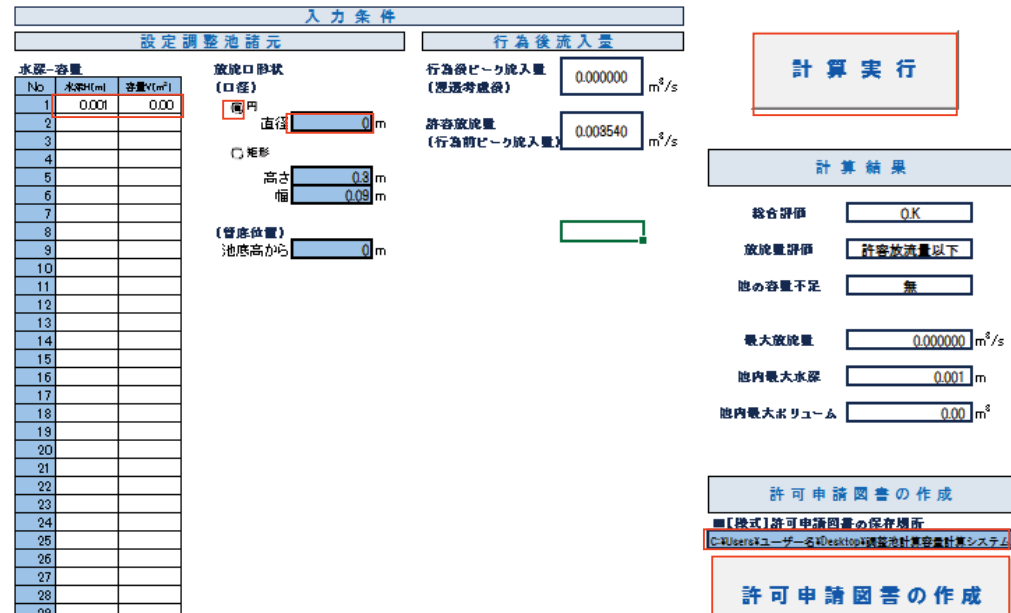 入力条件
設定調整池諸元
行為後流入量
水深-容量
No 水深H(m) 容量V(m³)
1 0.001 0.00
2
3
4
5
6
7
8
9
10
11
12
13
14
15
16
17
18
19
20
21
22
23
24
25
26
27
28
29
放流口形状
(口径)
円
直径 0 m
矩形
高さ 0.3 m
幅 0.09 m
(管底位置)
池底高から 0 m
行為後ピーク流入量
(浸透考慮後)
0.000000 m³/s
許容放流量
(行為前ピーク流入量)
0.003540 m³/s
計算実行
計算結果
総合評価 O.K
放流量評価 許容放流量以下
池の容量不足 無
最大放流量 0.000000 m³/s
池内最大水深 0.001 m
池内最大ボリューム 0.00 m³
許可申請図書の作成
■【様式】許可申請図書の保存場所
C:¥Users¥ユーザー名¥Desktop¥調整池計算容量計算システム
許可申請図書の作成